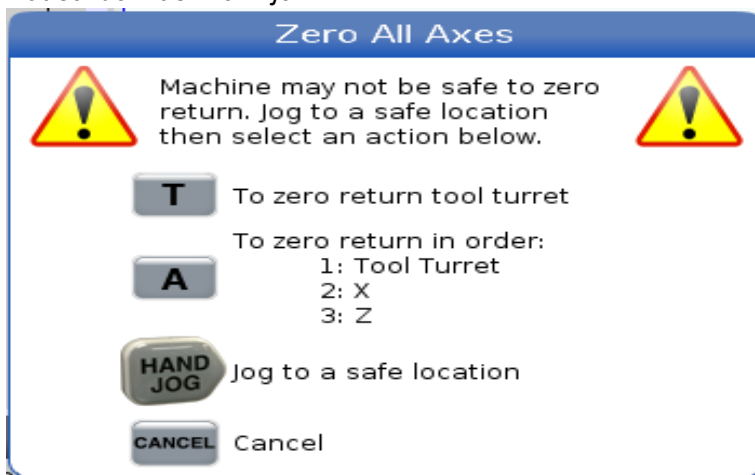 Zero All Axes
Machine may not be safe to zero
return. Jog to a safe location
then select an action below.
T To zero return tool turret
To zero return in order:
A 1: Tool Turret
2: X
3: Z
HAND
JOG Jog to a safe location
CANCEL Cancel